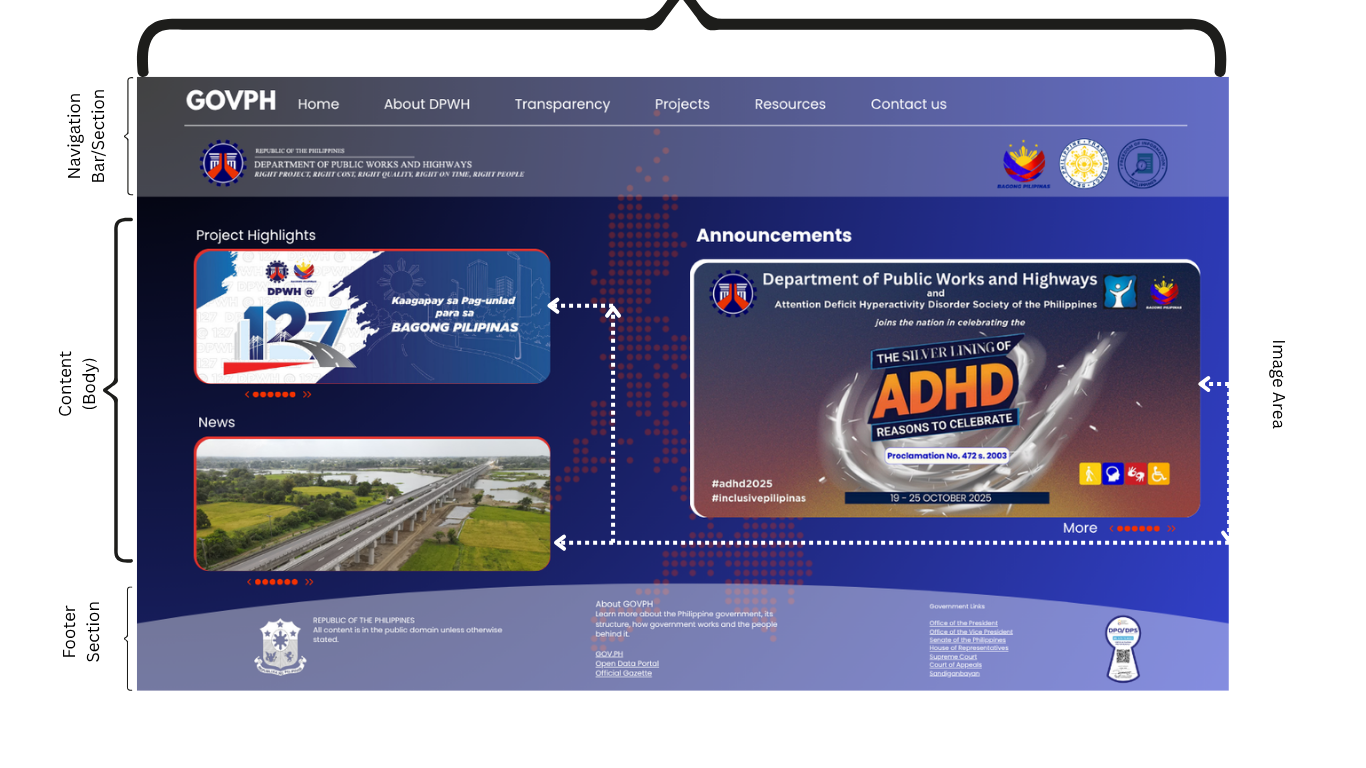 Navigation
Bar/Section
GOVPH Home About DPWH Transparency Projects Resources Contact us
REPUBLIC OF THE PHILIPPINES
DEPARTMENT OF PUBLIC WORKS AND HIGHWAYS
RIGHT PROJECT, RIGHT COST, RIGHT QUALITY, RIGHT ON TIME, RIGHT PEOPLE
BAGONG PILIPINAS
Content
(Body)
Project Highlights
DPWH @
127
Kaagapay sa Pag-unlad
para sa
BAGONG PILIPINAS
News
Announcements
Department of Public Works and Highways
and
Attention Deficit Hyperactivity Disorder Society of the Philippines
BAGONG PILIPINAS
joins the nation in celebrating the
THE SILVER LINING OF
ADHD
REASONS TO CELEBRATE
Proclamation No. 472 s. 2003
#adhd2025
#inclusivepilipinas
19 - 25 OCTOBER 2025
More
Image Area
Footer
Section
REPUBLIC OF THE PHILIPPINES
All content is in the public domain unless otherwise
stated.
About GOVPH
Learn more about the Philippine government, its
structure, how government works and the people
behind it.
GOV.PH
Open Data Portal
Official Gazette
Government Links
Office of the President
Office of the Vice President
Senate of the Philippines
House of Representatives
Supreme Court
Court of Appeals
Sandiganbayan
DPO/DPS